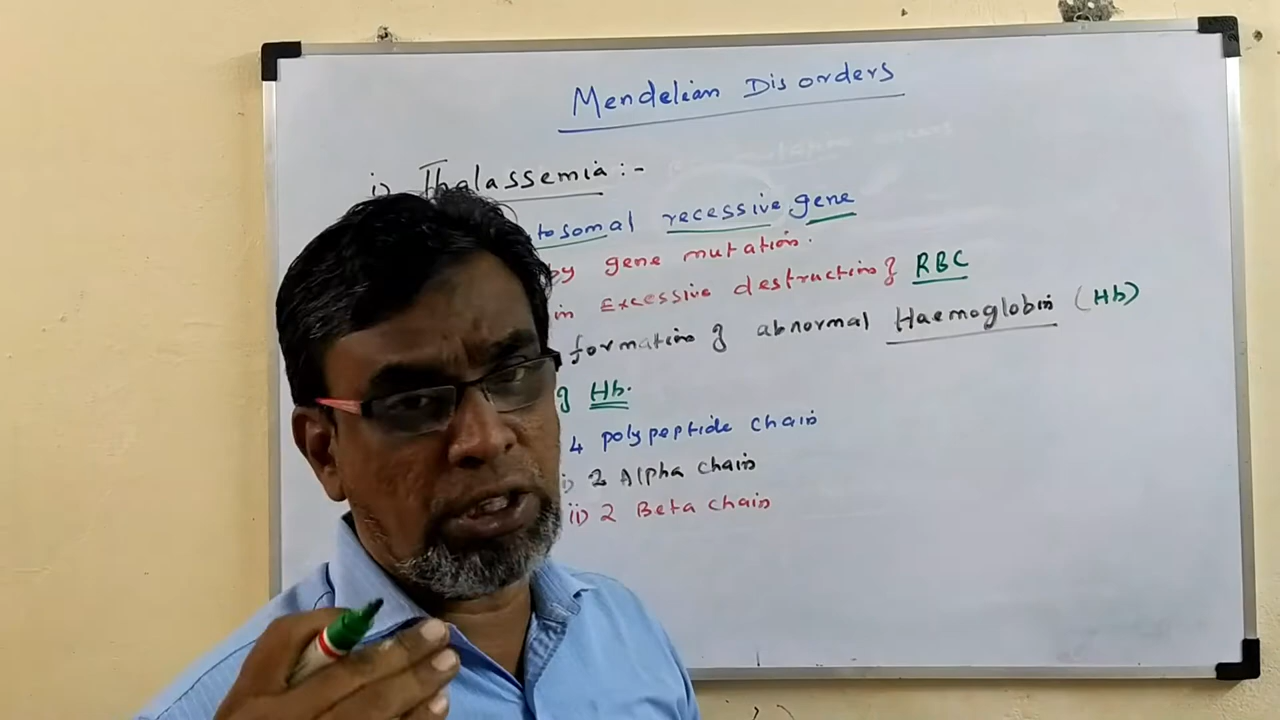 Mendelian Disorders
i) Thalassemia :-
tosomal recessive gene
by gene mutation.
in Excessive destruction of RBC
formation of abnormal Haemoglobin (Hb)
of Hb.
4 polypeptide chain
i) 2 Alpha chain
ii) 2 Beta chain